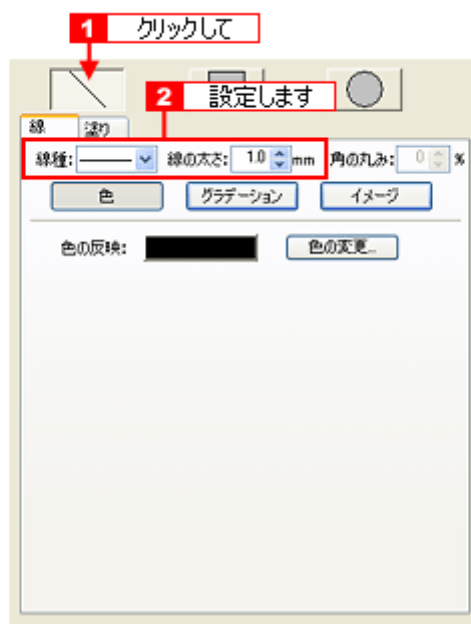 1 クリックして
2 設定します
線 塗り
線種: 線の太さ: 1.0 mm 角の丸み: 0 %
色 グラデーション イメージ
色の反映: 色の変更...